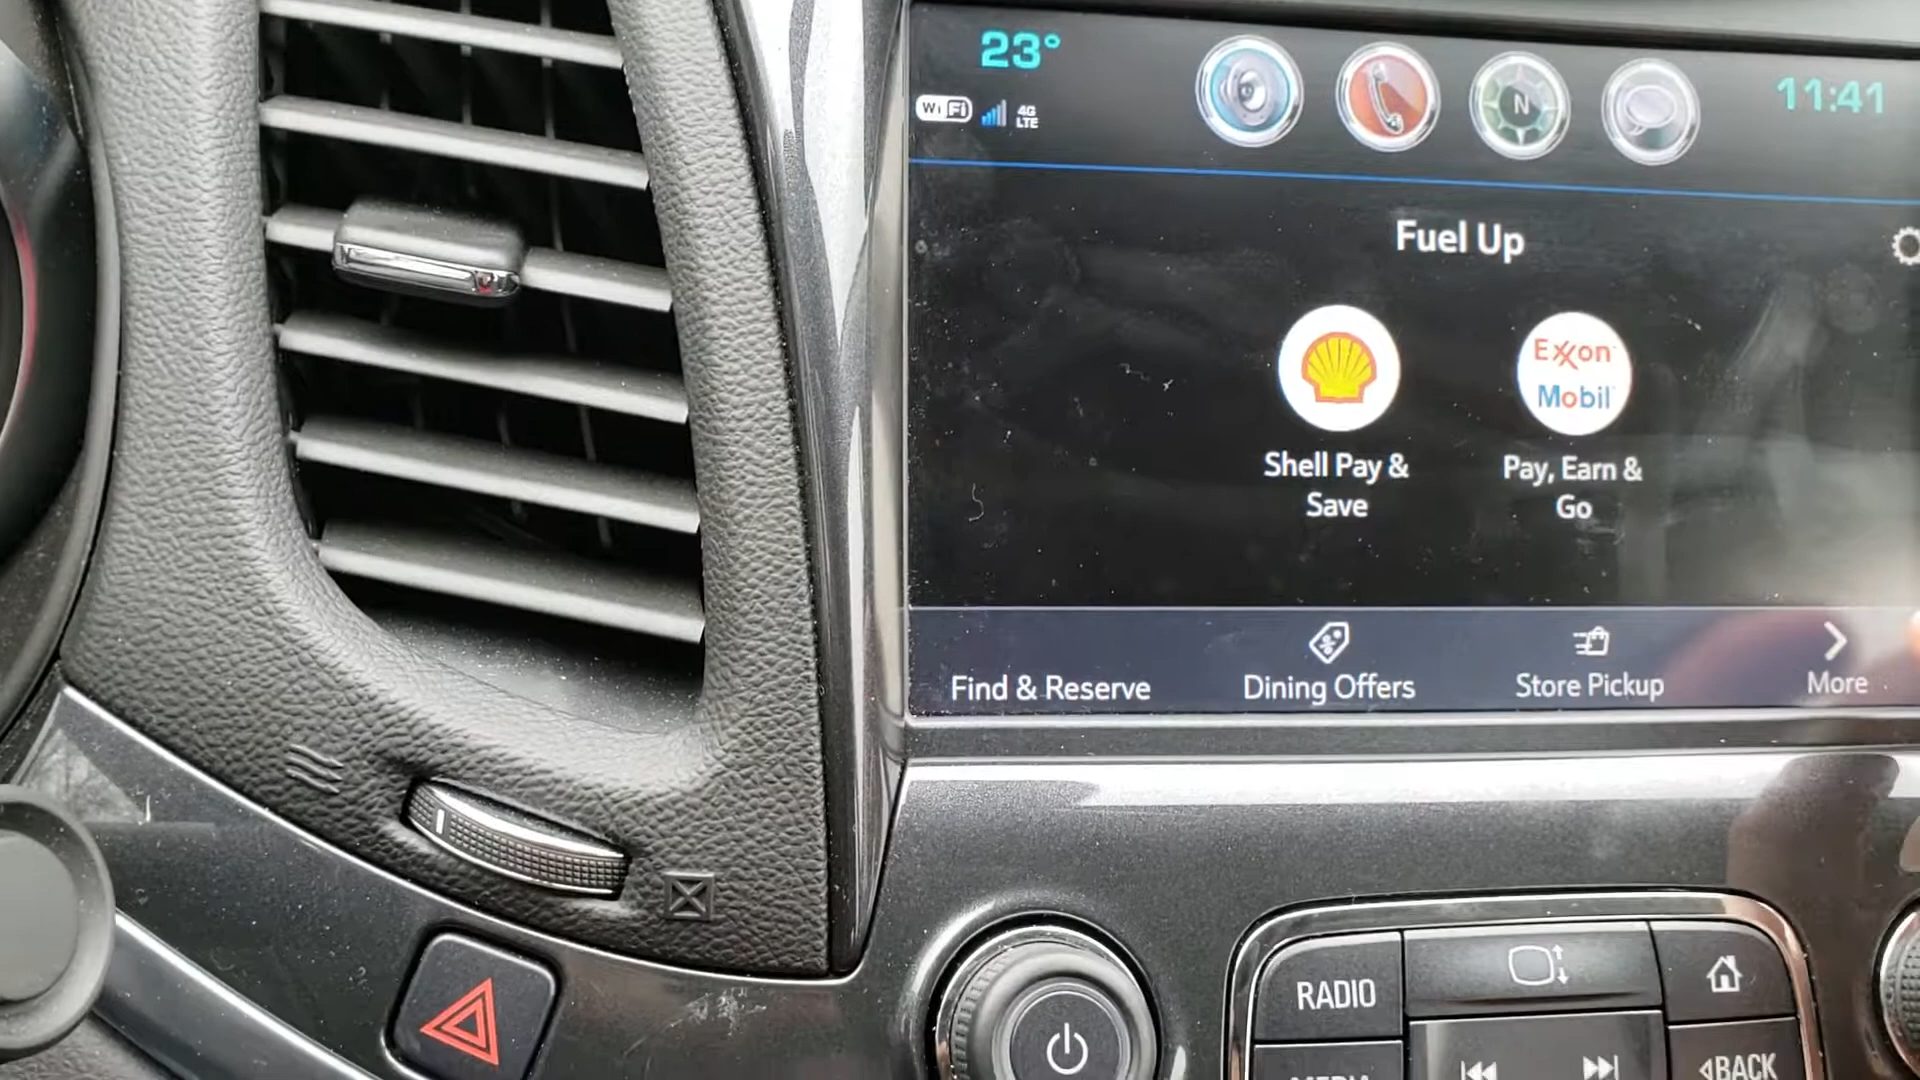 23°
11:41
WiFi
4G
LTE
N
Fuel Up
Exxon
Mobil
Shell Pay &
Save
Pay, Earn &
Go
Find & Reserve
Dining Offers
Store Pickup
More
RADIO
MEDIA
BACK